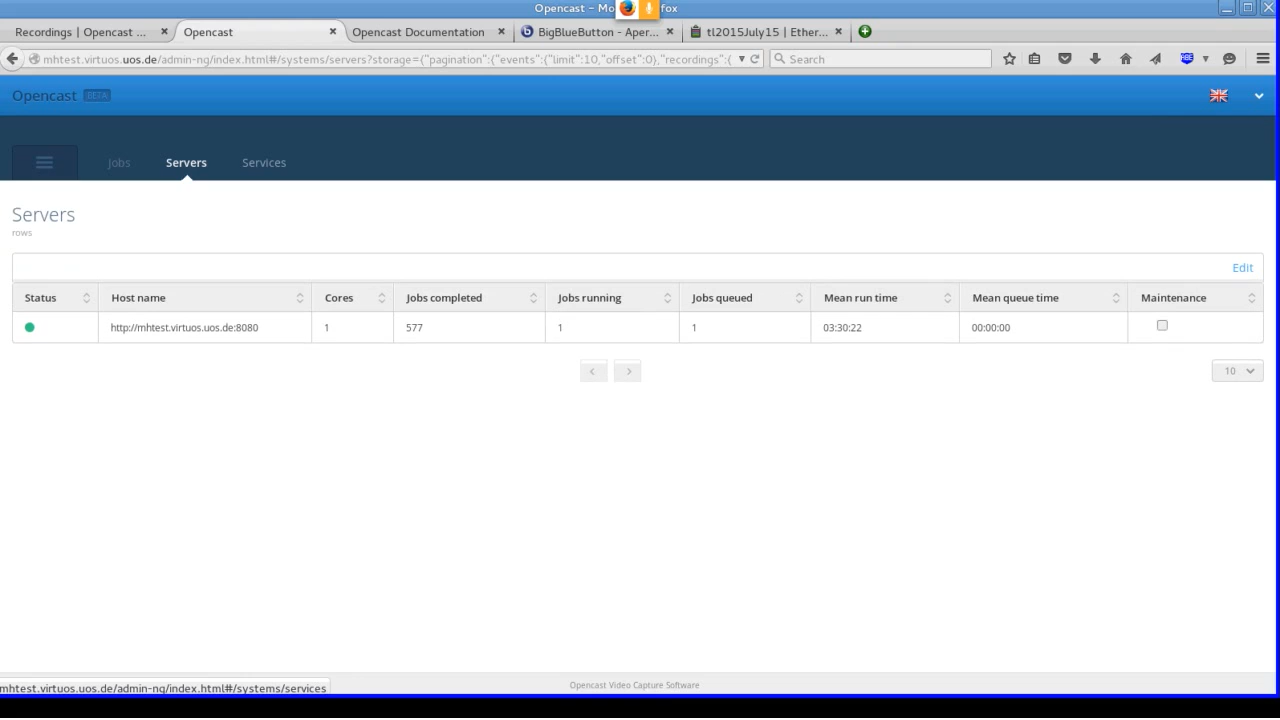 Opencast – Mo fox
Recordings | Opencast ... Opencast Opencast Documentation BigBlueButton - Aper... tl2015July15 | Ether...
mhtest.virtuos.uos.de/admin-ng/index.html#/systems/servers?storage={"pagination":{"events":{"limit":10,"offset":0},"recordings":{ Search ABE
Opencast BETA
Jobs Servers Services
Servers
rows
Edit
Status Host name Cores Jobs completed Jobs running Jobs queued Mean run time Mean queue time Maintenance
http://mhtest.virtuos.uos.de:8080 1 577 1 1 03:30:22 00:00:00
10
Opencast Video Capture Software
mhtest.virtuos.uos.de/admin-ng/index.html#/systems/services